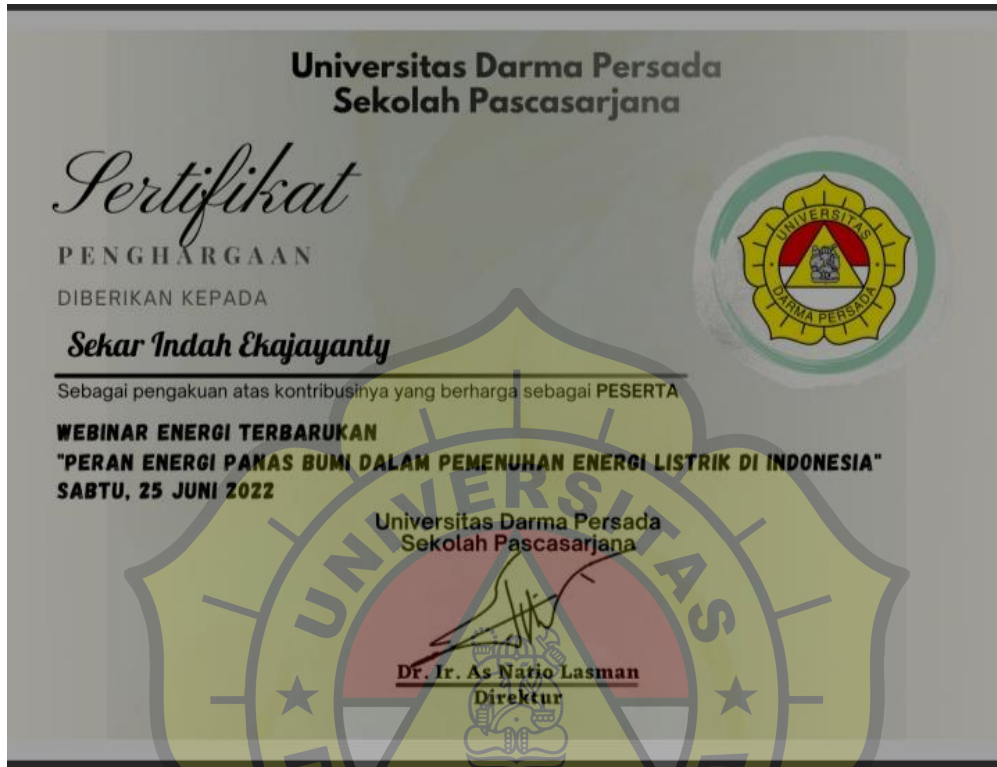 Universitas Darma Persada
Sekolah Pascasarjana
Sertifikat
PENGHARGAAN
DIBERIKAN KEPADA
Sekar Indah Ekajayanty
Sebagai pengakuan atas kontribusinya yang berharga sebagai PESERTA
WEBINAR ENERGI TERBARUKAN
"PERAN ENERGI PANAS BUMI DALAM PEMENUHAN ENERGI LISTRIK DI INDONESIA"
SABTU, 25 JUNI 2022
Universitas Darma Persada
Sekolah Pascasarjana
Dr. Ir. As Natio Lasman
Direktur
UNIVERSITAS
DARMA PERSADA
UNIVERSITAS